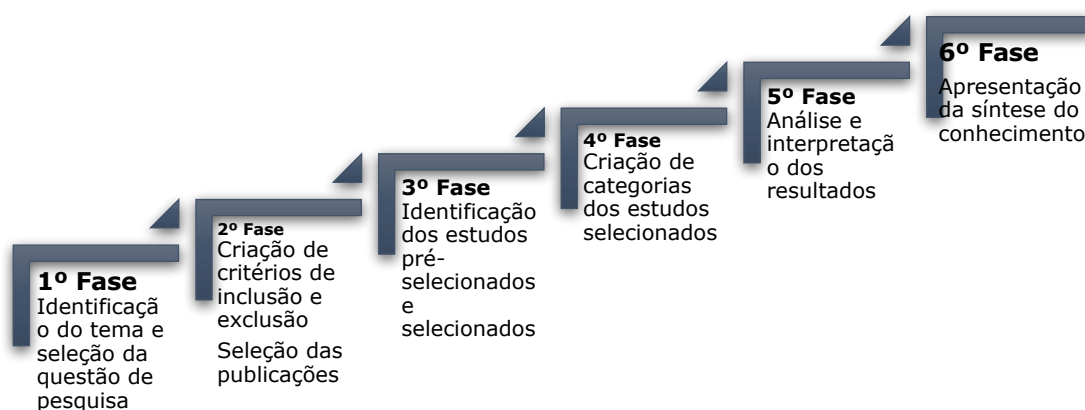 1º Fase
Identificaçã
o do tema e
seleção da
questão de
pesquisa
2º Fase
Criação de
critérios de
inclusão e
exclusão
Seleção das
publicações
3º Fase
Identificação
dos estudos
pré-
selecionados
e
selecionados
4º Fase
Criação de
categorias
dos estudos
selecionados
5º Fase
Análise e
interpretaçã
o dos
resultados
6º Fase
Apresentação
da síntese do
conhecimento